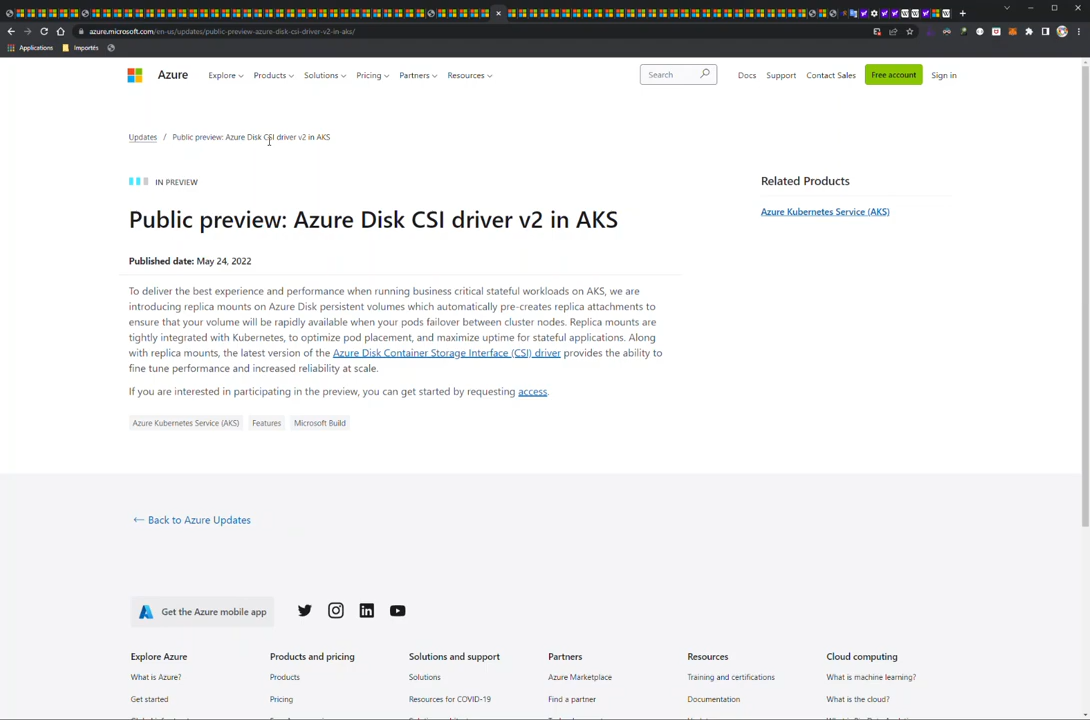 azure.microsoft.com/en-us/updates/public-preview-azure-disk-csi-driver-v2-in-aks/
Applications Importés
Azure Explore Products Solutions Pricing Partners Resources Search Docs Support Contact Sales Free account Sign in
Updates / Public preview: Azure Disk CSI driver v2 in AKS
IN PREVIEW
Related Products
Public preview: Azure Disk CSI driver v2 in AKS
Azure Kubernetes Service (AKS)
Published date: May 24, 2022
To deliver the best experience and performance when running business critical stateful workloads on AKS, we are
introducing replica mounts on Azure Disk persistent volumes which automatically pre-creates replica attachments to
ensure that your volume will be rapidly available when your pods failover between cluster nodes. Replica mounts are
tightly integrated with Kubernetes, to optimize pod placement, and maximize uptime for stateful applications. Along
with replica mounts, the latest version of the Azure Disk Container Storage Interface (CSI) driver provides the ability to
fine tune performance and increased reliability at scale.
If you are interested in participating in the preview, you can get started by requesting access.
Azure Kubernetes Service (AKS) Features Microsoft Build
← Back to Azure Updates
Get the Azure mobile app
Explore Azure Products and pricing Solutions and support Partners Resources Cloud computing
What is Azure? Products Solutions Azure Marketplace Training and certifications What is machine learning?
Get started Pricing Resources for COVID-19 Find a partner Documentation What is the cloud?